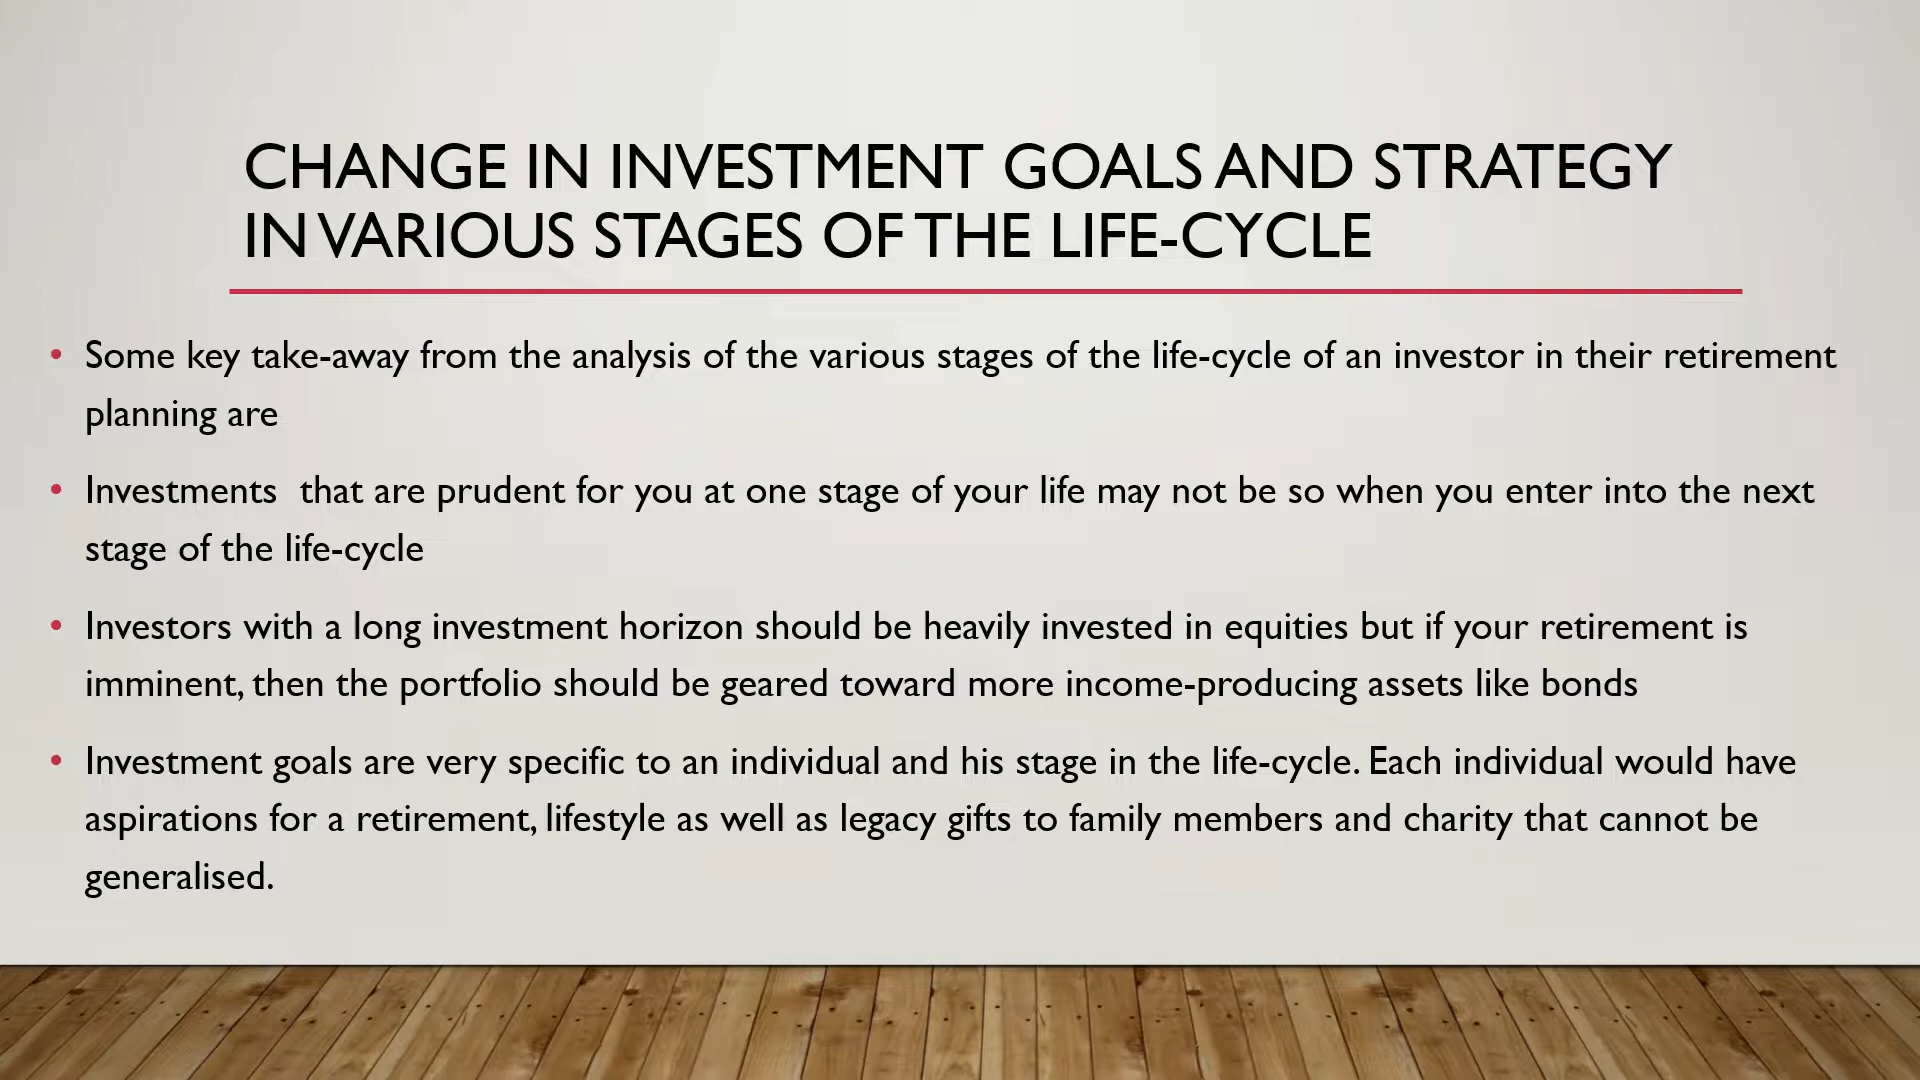 CHANGE IN INVESTMENT GOALS AND STRATEGY
IN VARIOUS STAGES OF THE LIFE-CYCLE
• Some key take-away from the analysis of the various stages of the life-cycle of an investor in their retirement
planning are
• Investments  that are prudent for you at one stage of your life may not be so when you enter into the next
stage of the life-cycle
• Investors with a long investment horizon should be heavily invested in equities but if your retirement is
imminent, then the portfolio should be geared toward more income-producing assets like bonds
• Investment goals are very specific to an individual and his stage in the life-cycle. Each individual would have
aspirations for a retirement, lifestyle as well as legacy gifts to family members and charity that cannot be
generalised.